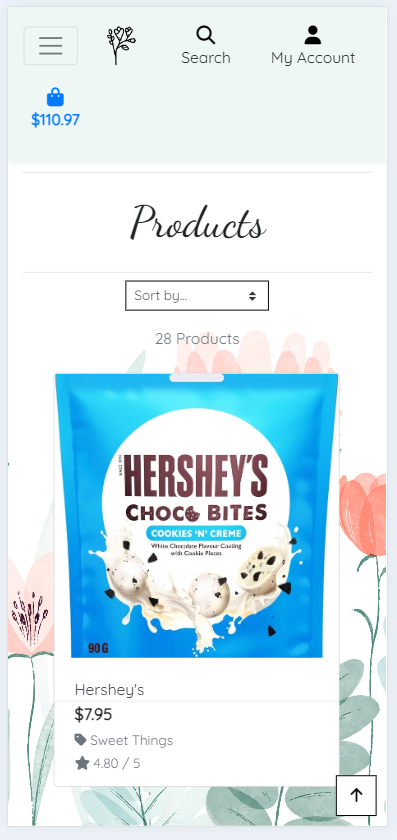 Search
My Account
$110.97
Products
Sort by...
28 Products
HERSHEY'S
CHOCO BITES
COOKIES 'N' CREME
White Chocolate Flavour Coating
with Cookie Pieces
90 G
Hershey's
$7.95
Sweet Things
4.80 / 5